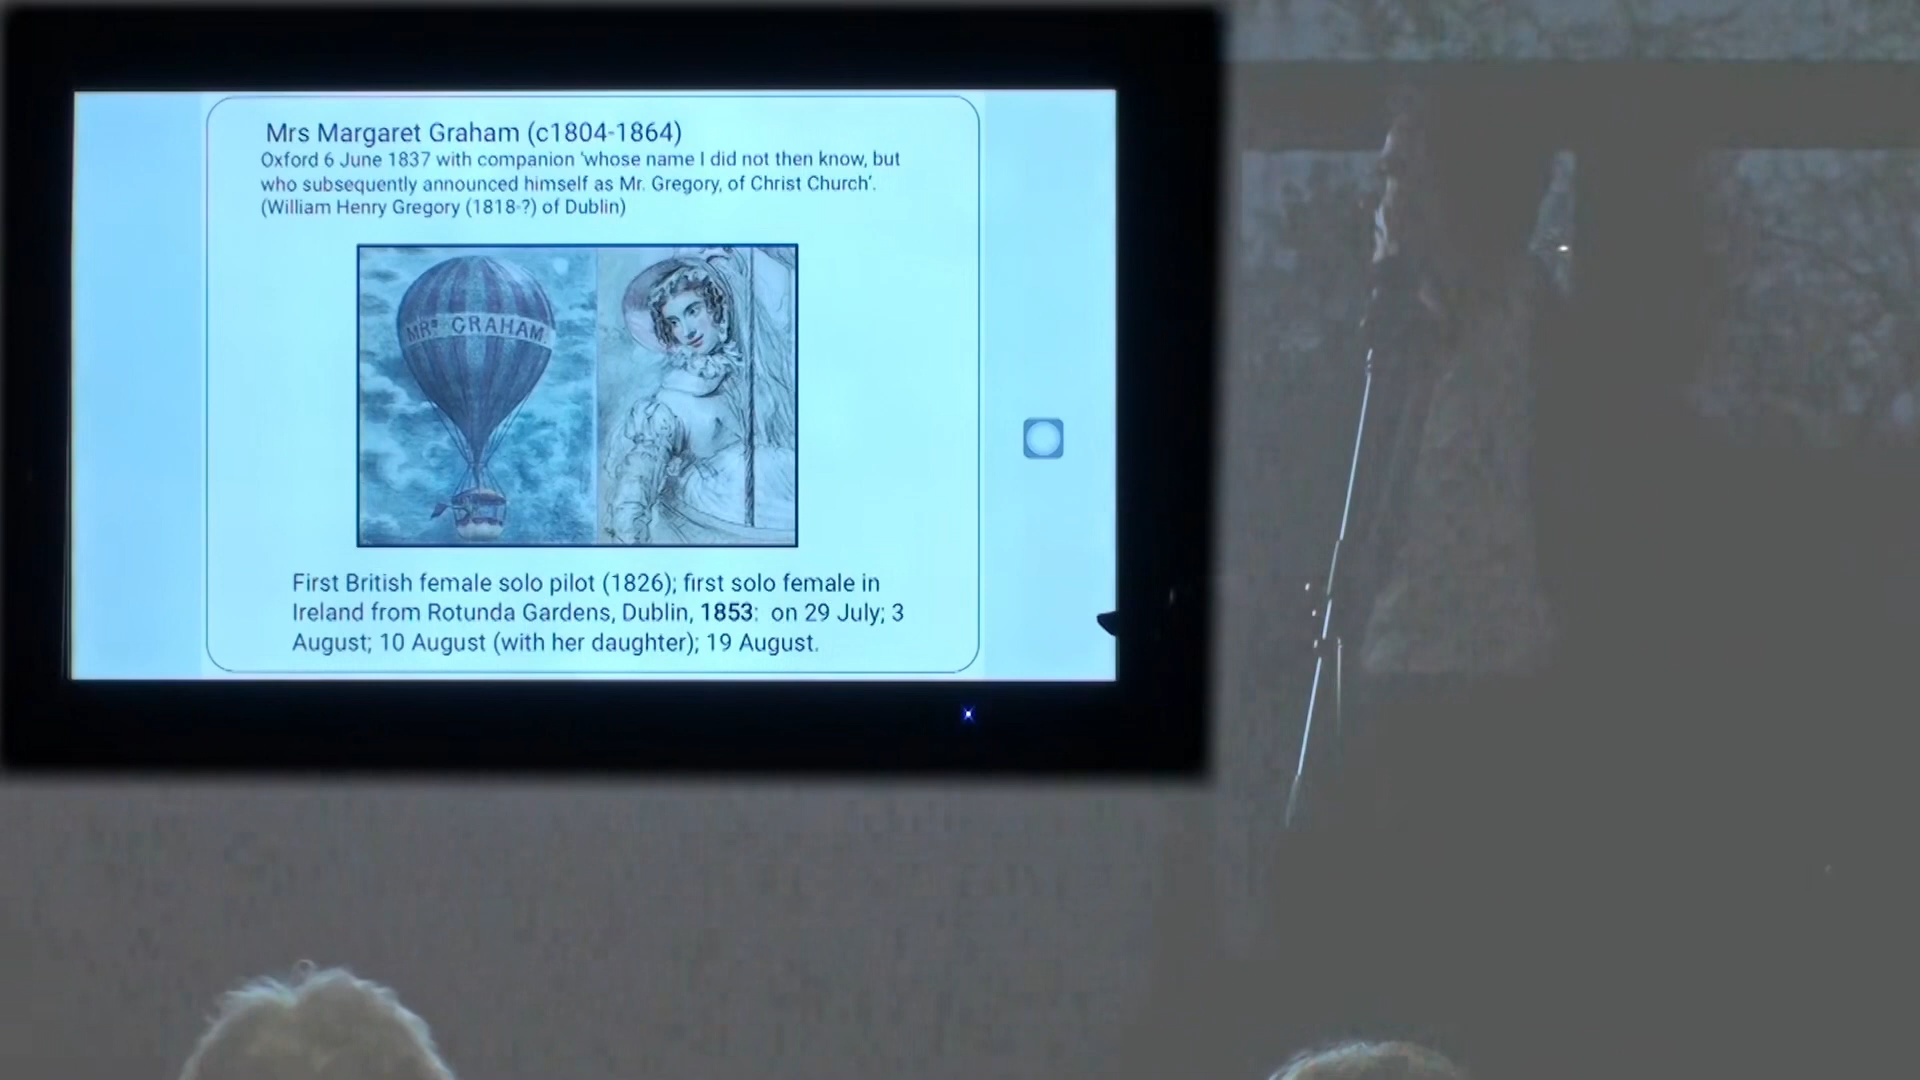 Mrs Margaret Graham (c1804-1864)
Oxford 6 June 1837 with companion ‘whose name I did not then know, but
who subsequently announced himself as Mr. Gregory, of Christ Church’.
(William Henry Gregory (1818-?) of Dublin)
MRS GRAHAM.
First British female solo pilot (1826); first solo female in
Ireland from Rotunda Gardens, Dublin, 1853:  on 29 July; 3
August; 10 August (with her daughter); 19 August.